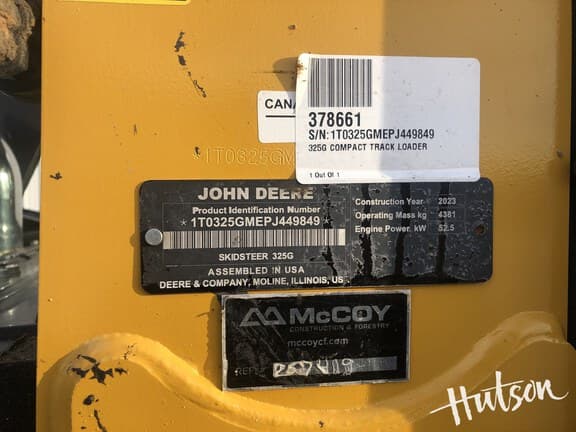 378661
S/N:1T0325GMEPJ449849
325G COMPACT TRACK LOADER
1 Out Of 1
CANA
*1T0325GM
JOHN DEERE
Product Identification Number
*1T0325GMEPJ449849*
SKIDSTEER 325G
ASSEMBLED IN USA
DEERE & COMPANY, MOLINE, ILLINOIS, US
Construction Year 2023
Operating Mass kg 4381
Engine Power. kW 52.5
McCOY
CONSTRUCTION & FORESTRY
mccoycf.com
REF#
Hutson